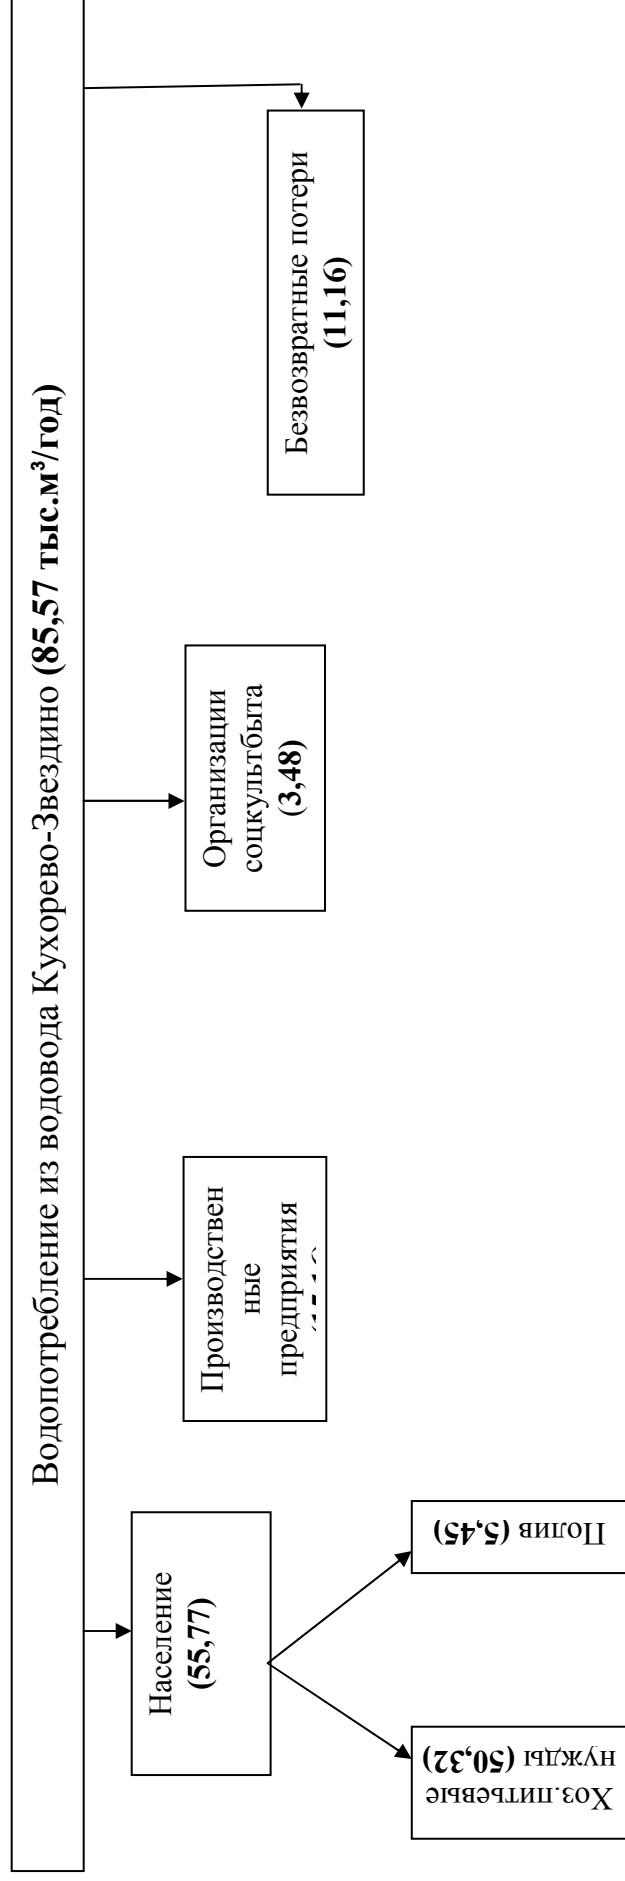 Водопотребление из водовода Кухорево-Звездино (85,57 тыс.м³/год)
Население
(55,77)
Производствен
ные
предприятия
Организации
соцкультбыта
(3,48)
Безвозвратные потери
(11,16)
Хоз.питьевые
нужды (50,32)
Полив (5,45)